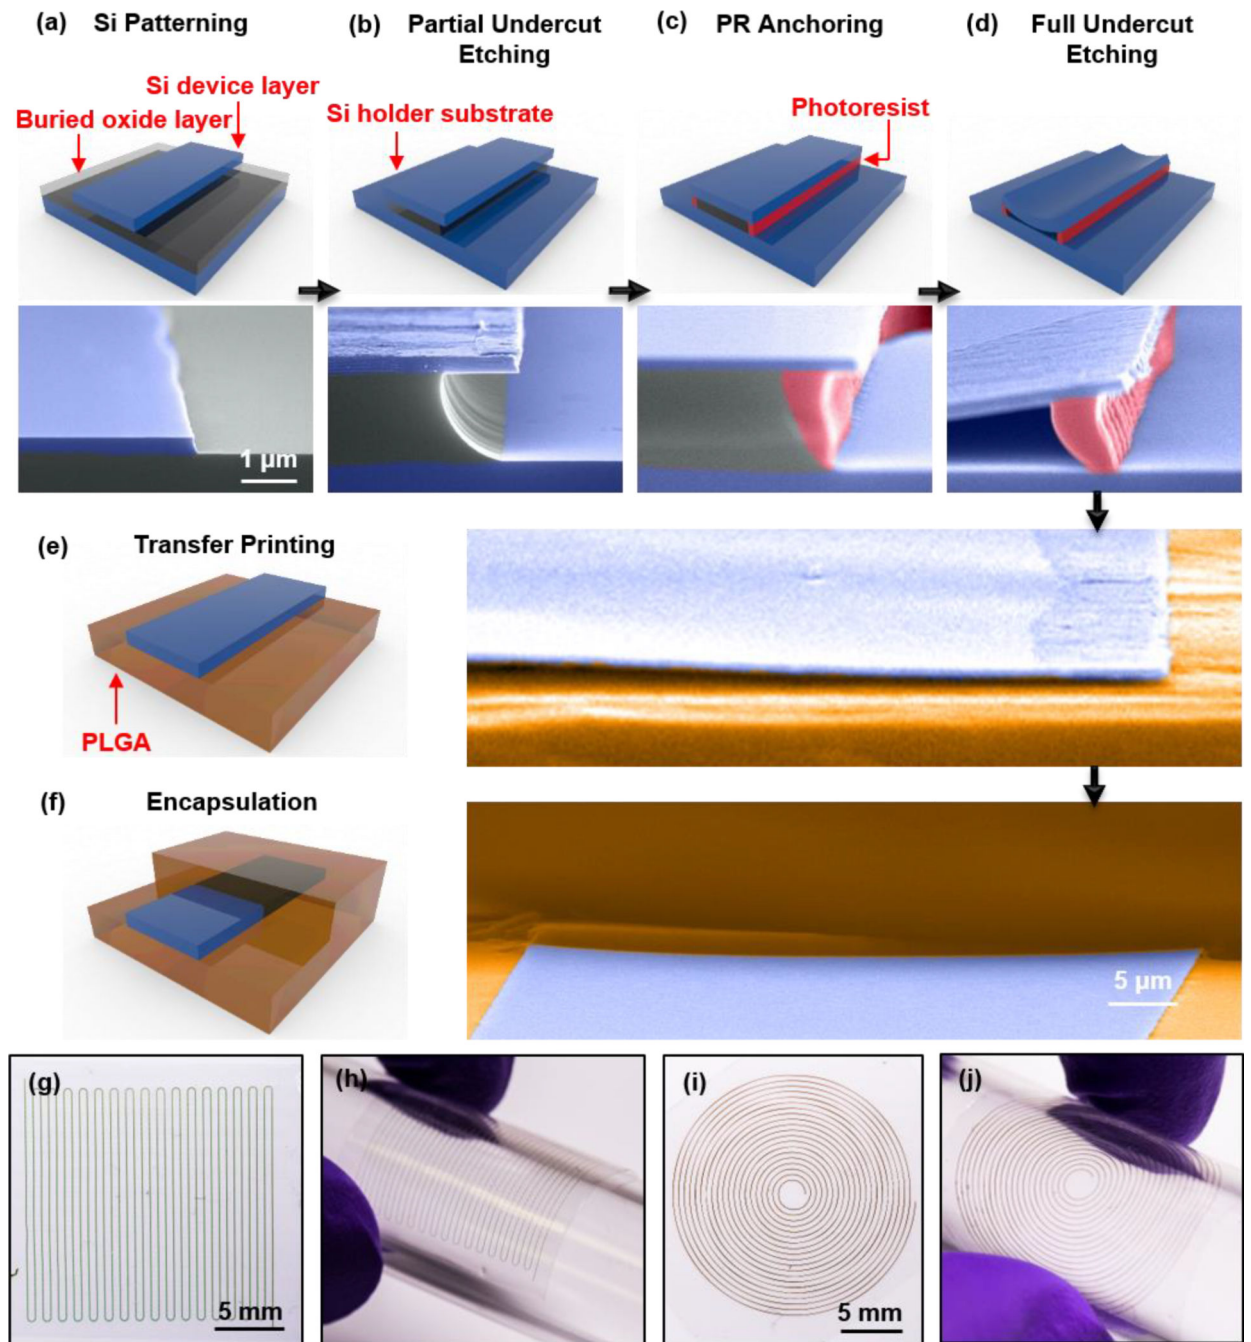 (a) Si Patterning
(b) Partial Undercut
Etching
(c) PR Anchoring
(d) Full Undercut
Etching
Si device layer
Buried oxide layer
Si holder substrate
Photoresist
1 µm
(e) Transfer Printing
PLGA
(f) Encapsulation
5 µm
(g)
5 mm
(h)
(i)
5 mm
(j)